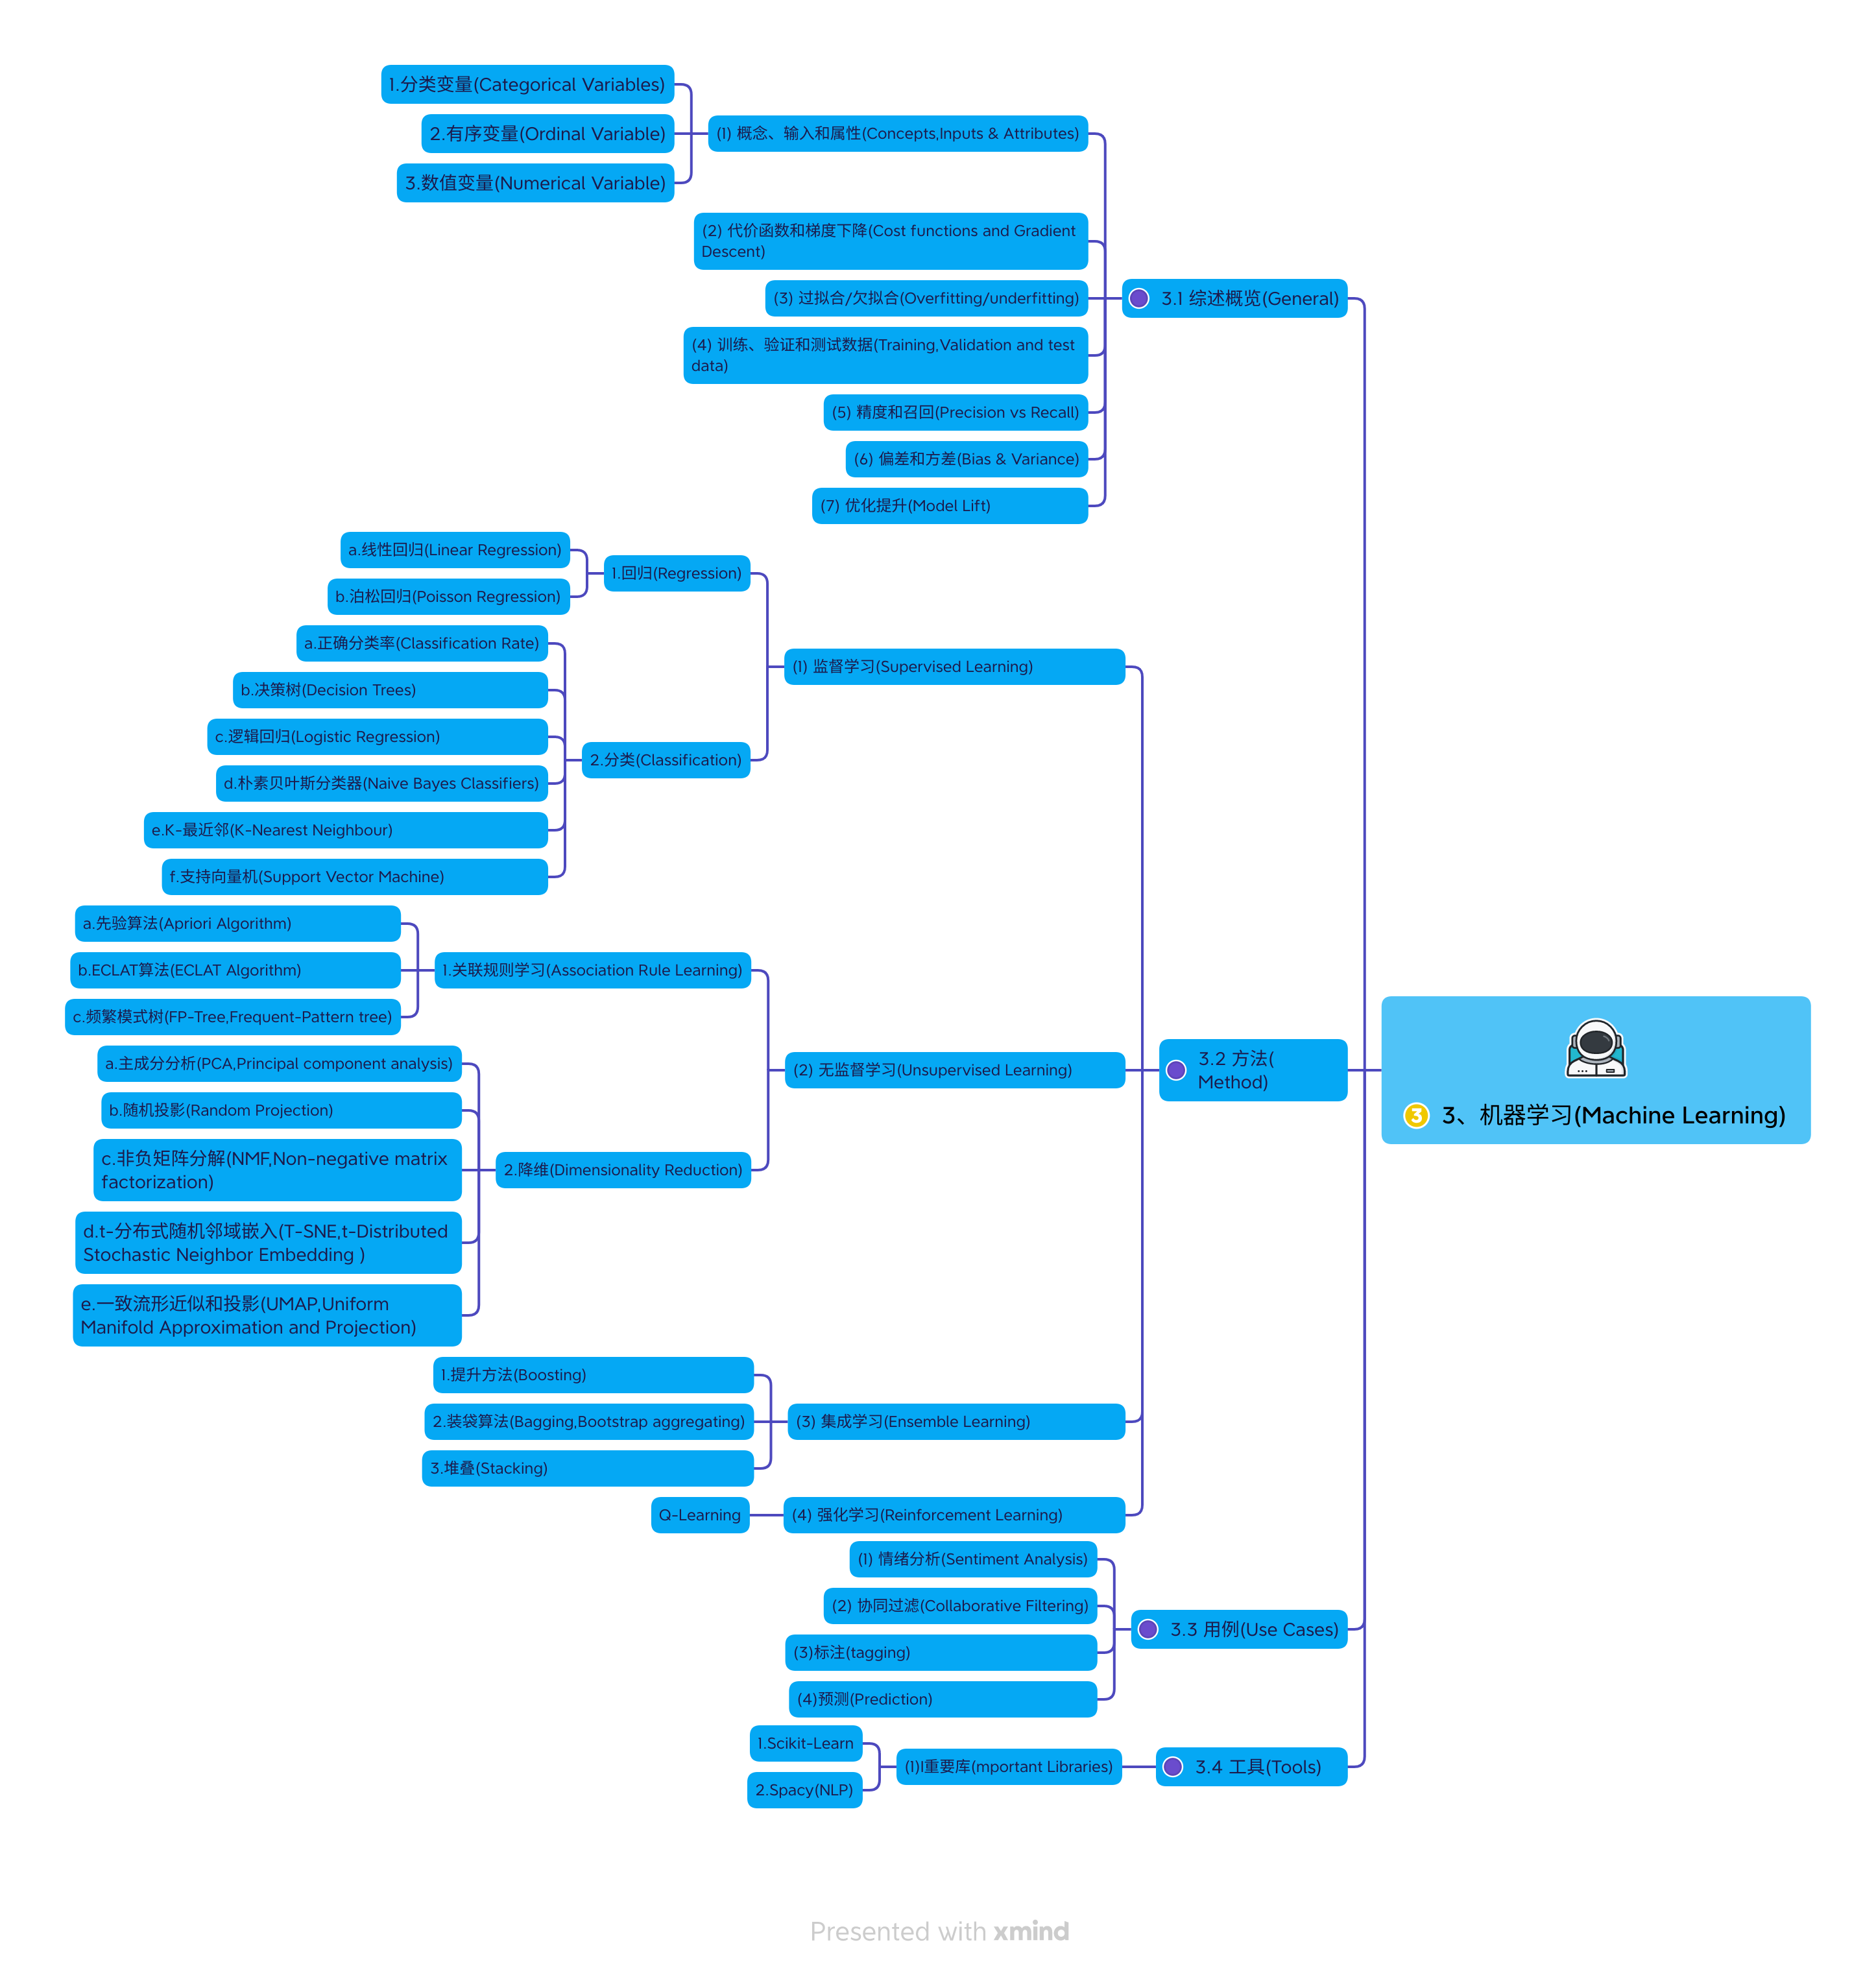 3、机器学习(Machine Learning)
3
3.1 综述概览(General)
(1) 概念、输入和属性(Concepts,Inputs & Attributes)
1.分类变量(Categorical Variables)
2.有序变量(Ordinal Variable)
3.数值变量(Numerical Variable)
(2) 代价函数和梯度下降(Cost functions and Gradient
Descent)
(3) 过拟合/欠拟合(Overfitting/underfitting)
(4) 训练、验证和测试数据(Training,Validation and test
data)
(5) 精度和召回(Precision vs Recall)
(6) 偏差和方差(Bias & Variance)
(7) 优化提升(Model Lift)
3.2 方法(
Method)
(1) 监督学习(Supervised Learning)
1.回归(Regression)
a.线性回归(Linear Regression)
b.泊松回归(Poisson Regression)
2.分类(Classification)
a.正确分类率(Classification Rate)
b.决策树(Decision Trees)
c.逻辑回归(Logistic Regression)
d.朴素贝叶斯分类器(Naive Bayes Classifiers)
e.K-最近邻(K-Nearest Neighbour)
f.支持向量机(Support Vector Machine)
(2) 无监督学习(Unsupervised Learning)
1.关联规则学习(Association Rule Learning)
a.先验算法(Apriori Algorithm)
b.ECLAT算法(ECLAT Algorithm)
c.频繁模式树(FP-Tree,Frequent-Pattern tree)
2.降维(Dimensionality Reduction)
a.主成分分析(PCA,Principal component analysis)
b.随机投影(Random Projection)
c.非负矩阵分解(NMF,Non-negative matrix
factorization)
d.t-分布式随机邻域嵌入(T-SNE,t-Distributed
Stochastic Neighbor Embedding )
e.一致流形近似和投影(UMAP,Uniform
Manifold Approximation and Projection)
(3) 集成学习(Ensemble Learning)
1.提升方法(Boosting)
2.装袋算法(Bagging,Bootstrap aggregating)
3.堆叠(Stacking)
(4) 强化学习(Reinforcement Learning)
Q-Learning
3.3 用例(Use Cases)
(1) 情绪分析(Sentiment Analysis)
(2) 协同过滤(Collaborative Filtering)
(3)标注(tagging)
(4)预测(Prediction)
3.4 工具(Tools)
(1)I重要库(mportant Libraries)
1.Scikit-Learn
2.Spacy(NLP)
Presented with xmind